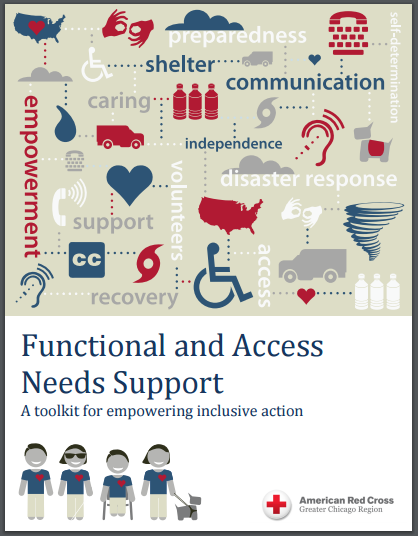 preparedness
self-determination
shelter
communication
caring
empowerment
independence
disaster response
volunteers
support
access
CC
recovery
Functional and Access
Needs Support
A toolkit for empowering inclusive action
American Red Cross
Greater Chicago Region